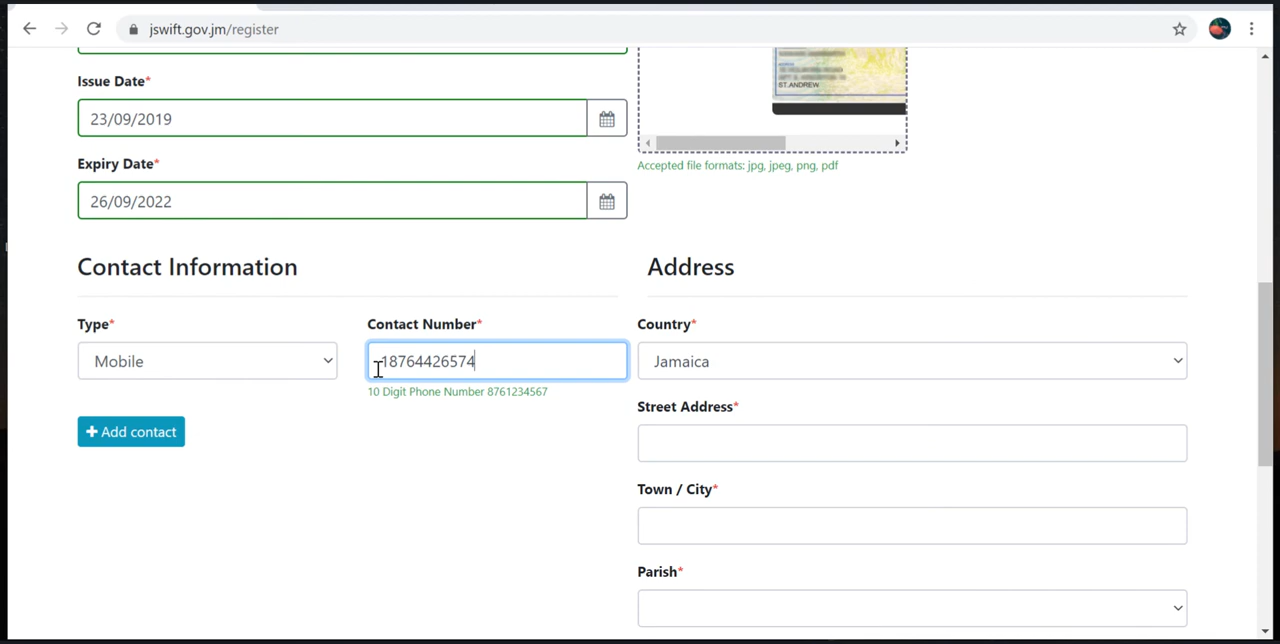 jswift.gov.jm/register
Issue Date*
23/09/2019
ST.ANDREW
Accepted file formats: jpg, jpeg, png, pdf
Expiry Date*
26/09/2022
Contact Information
Address
Type*
Contact Number*
Country*
Mobile
18764426574
Jamaica
10 Digit Phone Number 8761234567
Street Address*
Add contact
Town / City*
Parish*